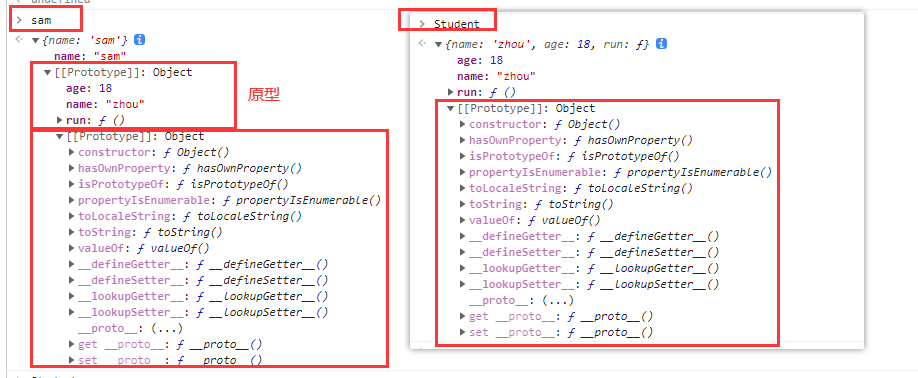 undefined
> sam
{name: 'sam'} i
name: "sam"
[[Prototype]]: Object
age: 18
name: "zhou"
原型
run: ƒ ()
[[Prototype]]: Object
constructor: ƒ Object()
hasOwnProperty: ƒ hasOwnProperty()
isPrototypeOf: ƒ isPrototypeOf()
propertyIsEnumerable: ƒ propertyIsEnumerable()
toLocaleString: ƒ toLocaleString()
toString: ƒ toString()
valueOf: ƒ valueOf()
__defineGetter__: ƒ __defineGetter__()
__defineSetter__: ƒ __defineSetter__()
__lookupGetter__: ƒ __lookupGetter__()
__lookupSetter__: ƒ __lookupSetter__()
__proto__: (...)
get __proto__: ƒ __proto__()
set __proto__: ƒ __proto__()
> Student
{name: 'zhou', age: 18, run: ƒ} i
age: 18
name: "zhou"
run: ƒ ()
[[Prototype]]: Object
constructor: ƒ Object()
hasOwnProperty: ƒ hasOwnProperty()
isPrototypeOf: ƒ isPrototypeOf()
propertyIsEnumerable: ƒ propertyIsEnumerable()
toLocaleString: ƒ toLocaleString()
toString: ƒ toString()
valueOf: ƒ valueOf()
__defineGetter__: ƒ __defineGetter__()
__defineSetter__: ƒ __defineSetter__()
__lookupGetter__: ƒ __lookupGetter__()
__lookupSetter__: ƒ __lookupSetter__()
__proto__: (...)
get __proto__: ƒ __proto__()
set __proto__: ƒ __proto__()